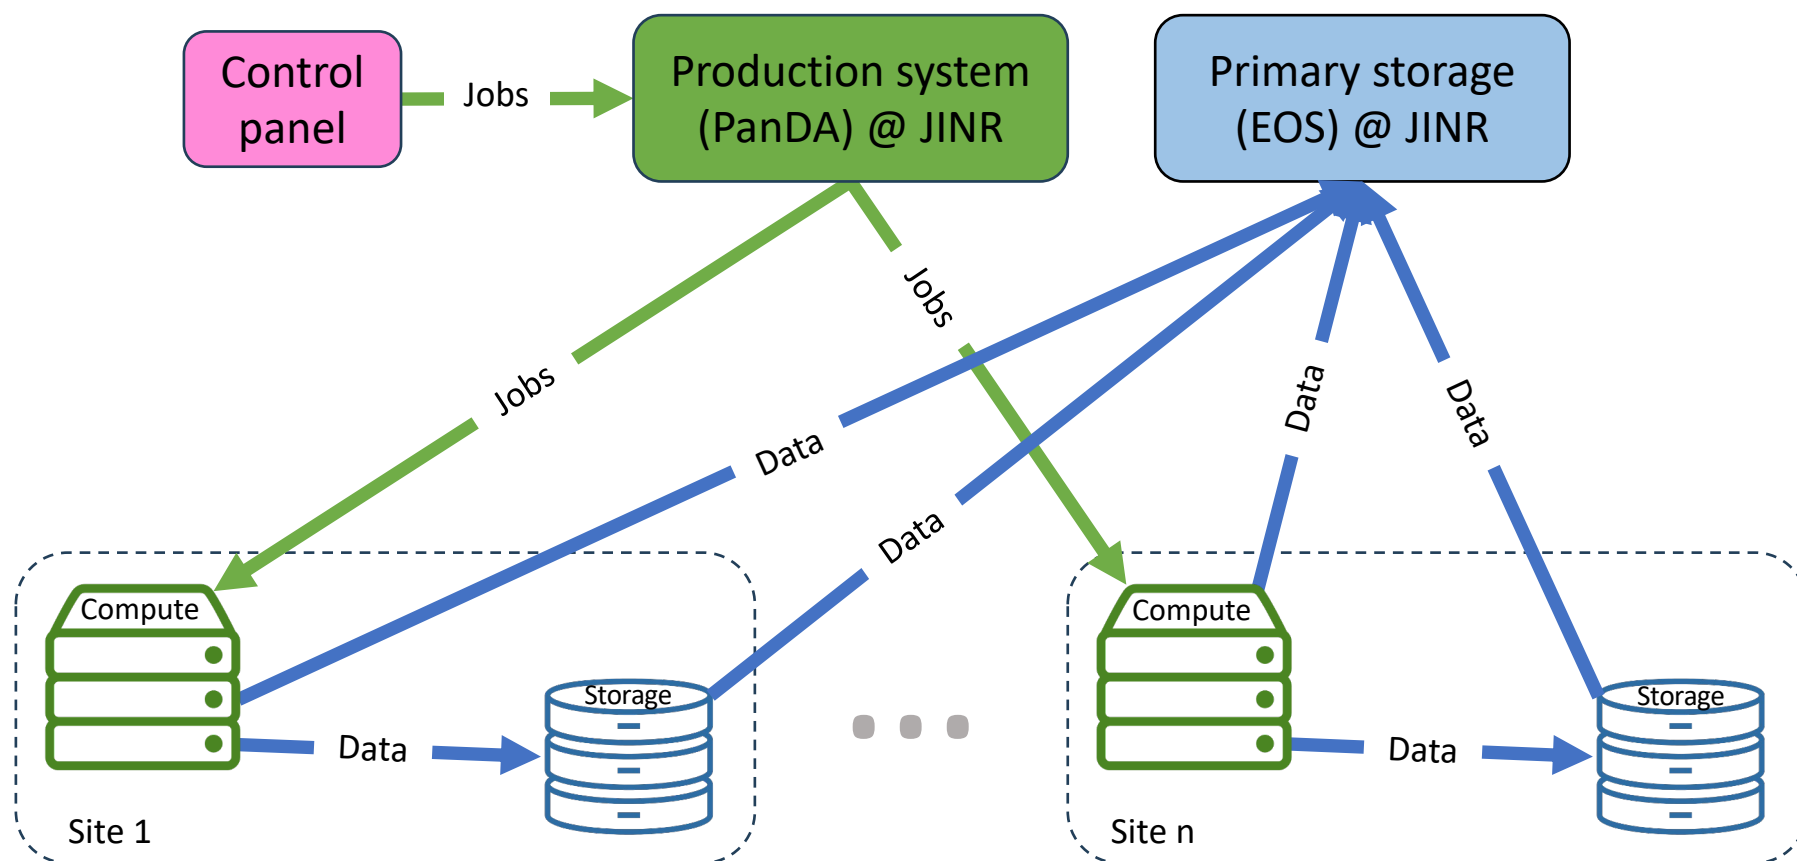 Control
panel
Jobs
Production system
(PanDA) @ JINR
Primary storage
(EOS) @ JINR
Jobs
Jobs
Data
Data
Data
Data
Compute
Storage
Data
Site 1
Compute
Storage
Data
Site n